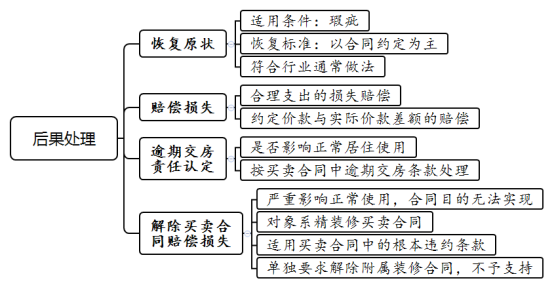 后果处理
恢复原状
适用条件：瑕疵
恢复标准：以合同约定为主
符合行业通常做法
赔偿损失
合理支出的损失赔偿
约定价款与实际价款差额的赔偿
逾期交房
责任认定
是否影响正常居住使用
按买卖合同中逾期交房条款处理
解除买卖合
同赔偿损失
严重影响正常使用，合同目的无法实现
对象系精装修买卖合同
适用买卖合同中的根本违约条款
单独要求解除附属装修合同，不予支持